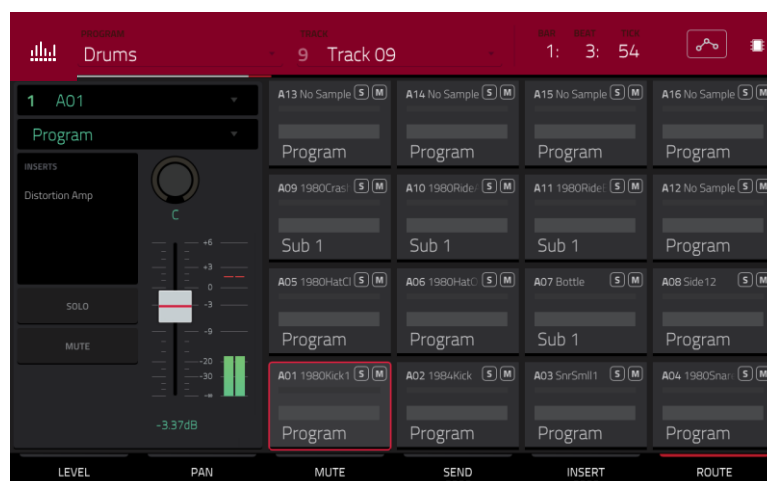 PROGRAM
Drums
TRACK
9 Track 09
BAR BEAT TICK
1: 3: 54
1 A01
Program
INSERTS
Distortion Amp
C
+6
+3
0
-3
-9
-20
-30
-∞
SOLO
MUTE
-3.37dB
A13 No Sample S M
Program
A14 No Sample S M
Program
A15 No Sample S M
Program
A16 No Sample S M
Program
A09 1980Cras S M
Sub 1
A10 1980Ride S M
Sub 1
A11 1980Ride S M
Sub 1
A12 No Sample S M
Program
A05 1980HatCl S M
Program
A06 1980HatC S M
Program
A07 Bottle S M
Sub 1
A08 Side12 S M
Program
A01 1980Kick1 S M
Program
A02 1984Kick S M
Program
A03 SnrSmll1 S M
Program
A04 1980Snar S M
Program
LEVEL PAN MUTE SEND INSERT ROUTE